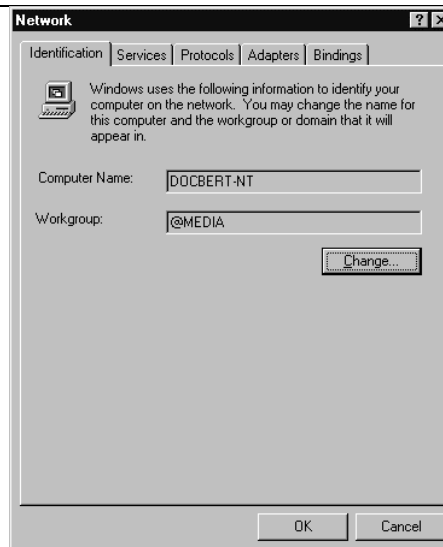 Network
Identification Services Protocols Adapters Bindings
Windows uses the following information to identify your
computer on the network. You may change the name for
this computer and the workgroup or domain that it will
appear in.
Computer Name: DOCBERT-NT
Workgroup: @MEDIA
Change...
OK Cancel